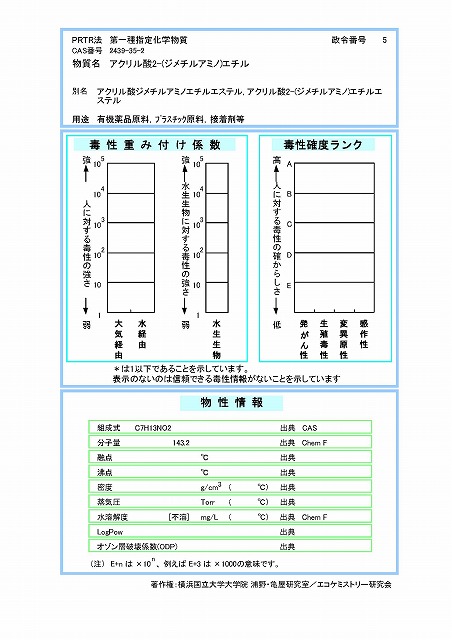 PRTR法 第一種指定化学物質 政令番号 5
CAS番号 2439-35-2
物質名 アクリル酸2-(ジメチルアミノ)エチル
別名 アクリル酸ジメチルアミノエチルエステル, アクリル酸2-(ジメチルアミノ)エチルエ
ステル
用途 有機薬品原料, プラスチック原料, 接着剤等
毒性重み付け係数
強
人に対する毒性の強さ
弱
10^5
10^4
10^3
10^2
10^1
1
大気経由
水経由
強
水生生物に対する毒性の強さ
弱
10^5
10^4
10^3
10^2
10^1
1
水生生物
毒性確度ランク
高
人に対する毒性の確からしさ
低
A
B
C
D
E
発がん性
生殖毒性
変異原性
感作性
*は1以下であることを示しています。
表示のないのは信頼できる毒性情報がないことを示しています
物性情報
組成式 C7H13NO2 出典 CAS
分子量 143.2 出典 Chem F
融点 ℃ 出典
沸点 ℃ 出典
密度 g/cm3 ( ℃) 出典
蒸気圧 Torr ( ℃) 出典
水溶解度 [不溶] mg/L ( ℃) 出典 Chem F
LogPow 出典
オゾン層破壊係数(ODP) 出典
(注) E+n は ×10^n、例えば E+3 は ×1000の意味です。
著作権:横浜国立大学大学院 浦野・亀屋研究室/エコケミストリー研究会